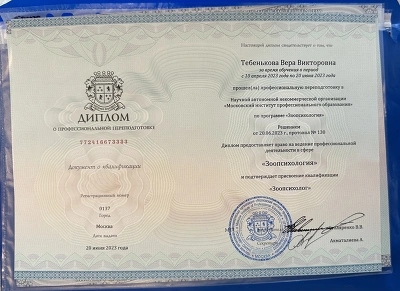 ДИПЛОМ
О ПРОФЕССИОНАЛЬНОЙ ПЕРЕПОДГОТОВКЕ
772418673333
Документ о квалификации
Регистрационный номер
0137
Город
Москва
Дата выдачи
20 июня 2023 года
Настоящий диплом свидетельствует о том, что
Тебенькова Вера Викторовна
за время обучения в период
с 10 апреля 2023 года по 20 июня 2023 года
прошел(ла) профессиональную переподготовку в
Научной автономной некоммерческой организации
«Московский институт профессионального образования»
по программе «Зоопсихология»
Решением
от 20.06.2023 г., протокол № 130
Диплом предоставляет право на ведение профессиональной
деятельности в сфере
«Зоопсихология»
и подтверждает присвоение квалификации
«Зоопсихолог»
Секретарь